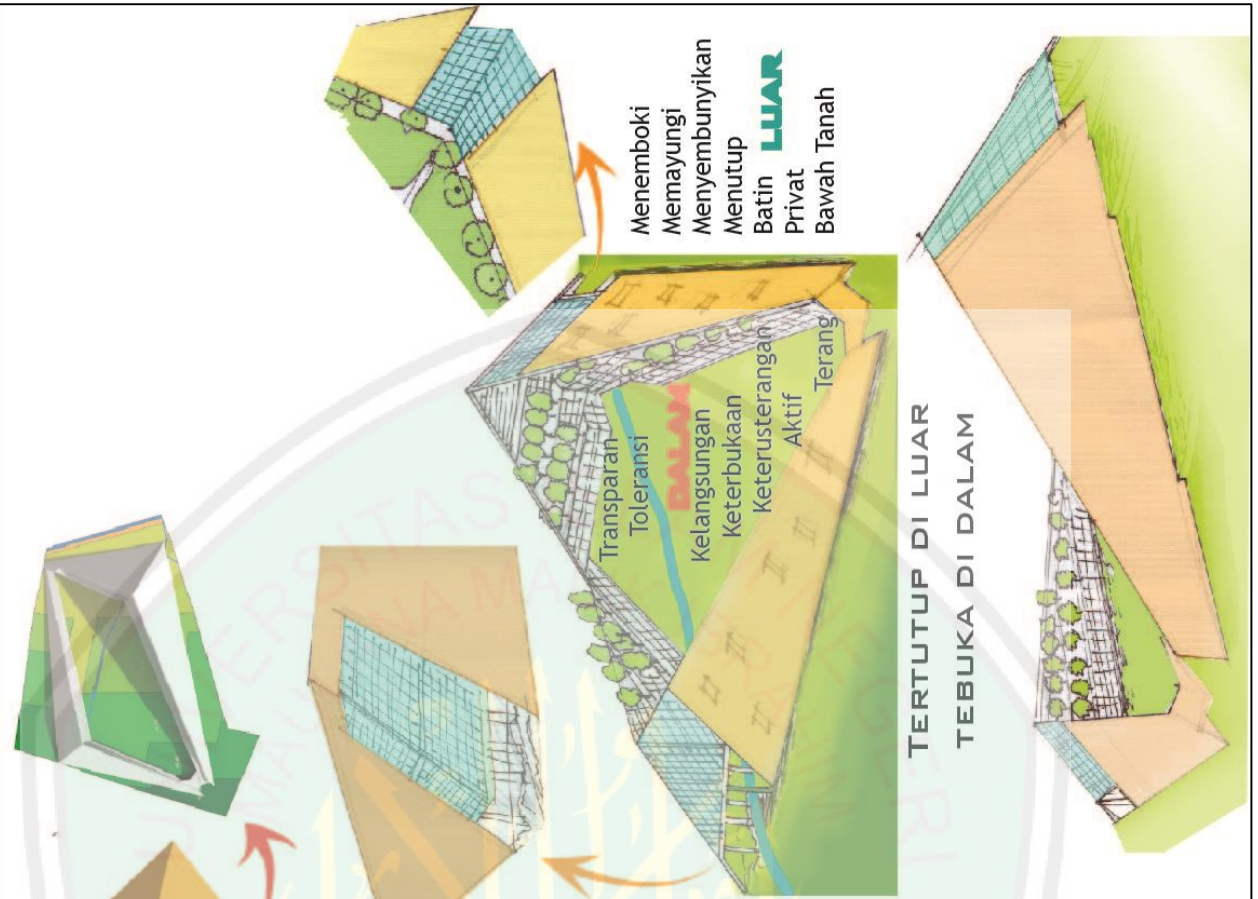 Menemboki
Memayungi
Menyembunyikan
Menutup
Batin LUAR
Privat
Bawah Tanah
Transparan
Toleransi
DALAM
Kelangsungan
Keterbukaan
Keterusterangan
Aktif
Terang
TERTUTUP DI LUAR
TEBUKA DI DALAM